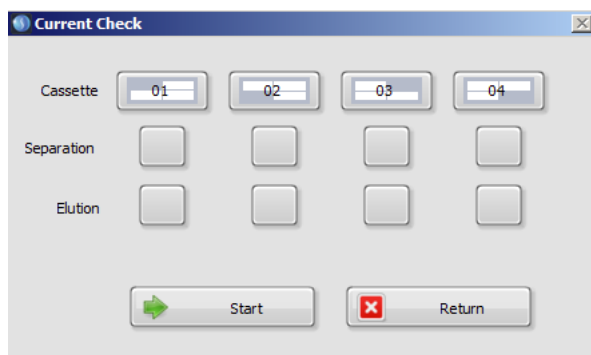 Current Check
Cassette 01 02 03 04
Separation
Elution
Start Return